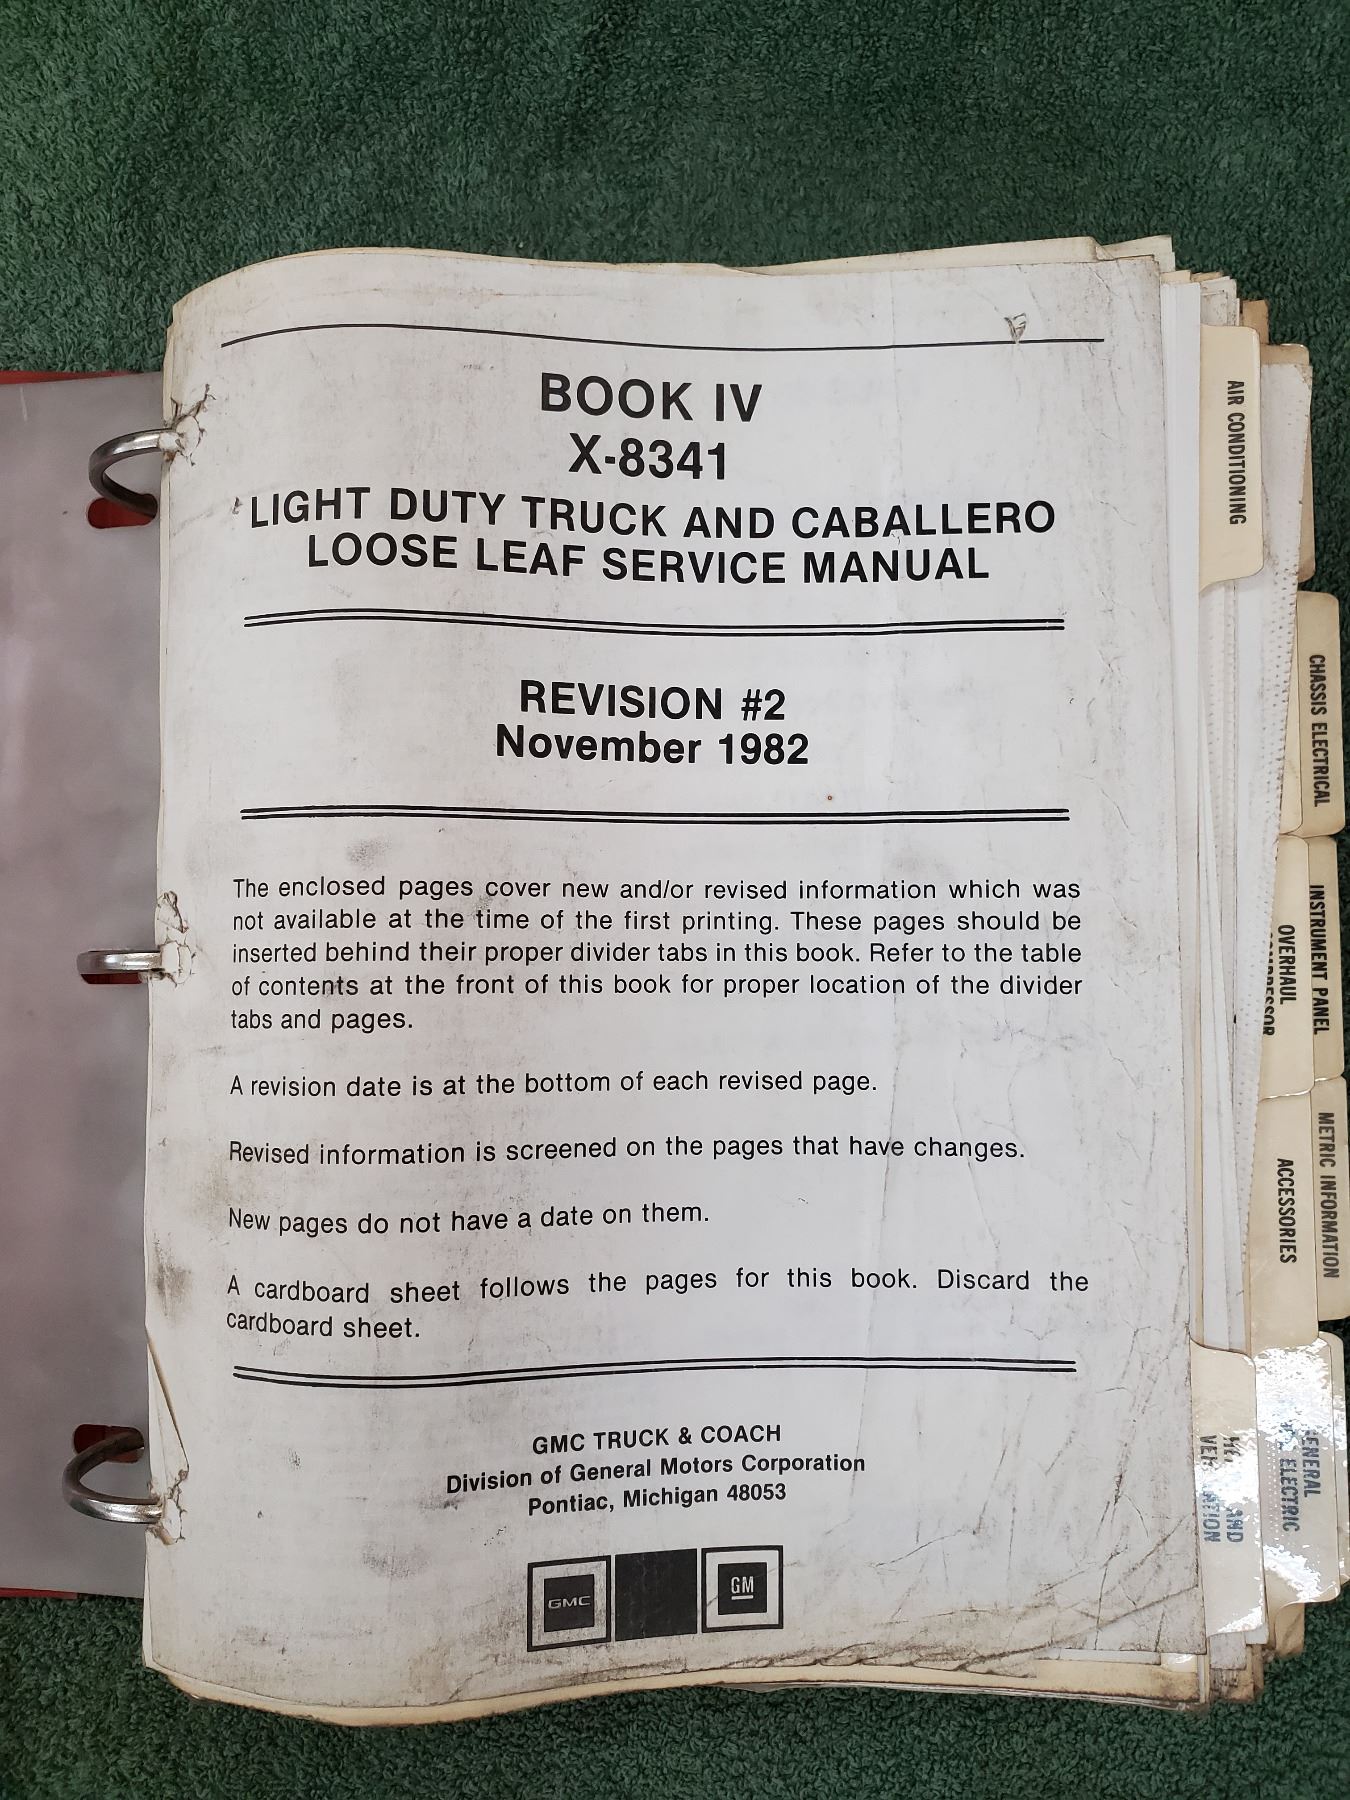 BOOK IV
X-8341
LIGHT DUTY TRUCK AND CABALLERO
LOOSE LEAF SERVICE MANUAL
REVISION #2
November 1982
The enclosed pages cover new and/or revised information which was
not available at the time of the first printing. These pages should be
inserted behind their proper divider tabs in this book. Refer to the table
of contents at the front of this book for proper location of the divider
tabs and pages.
A revision date is at the bottom of each revised page.
Revised information is screened on the pages that have changes.
New pages do not have a date on them.
A cardboard sheet follows the pages for this book. Discard the
cardboard sheet.
GMC TRUCK & COACH
Division of General Motors Corporation
Pontiac, Michigan 48053
GMC
GM
AIR CONDITIONING
CHASSIS ELECTRICAL
INSTRUMENT PANEL
OVERHAUL
METRIC INFORMATION
ACCESSORIES
ELECTRIC
AND